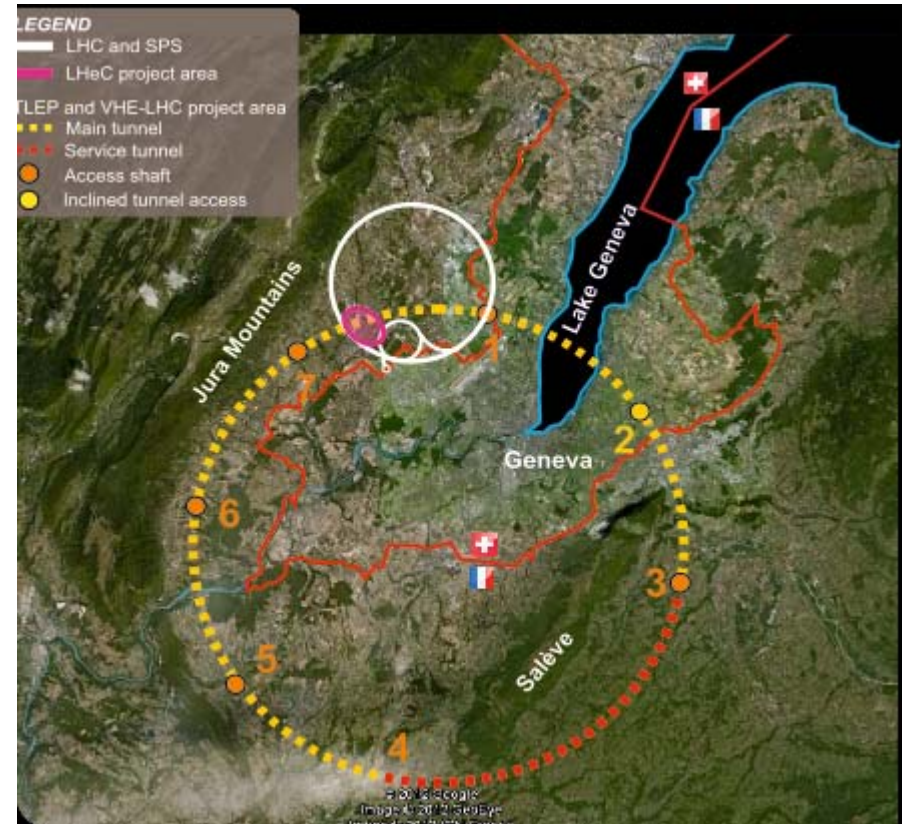 LEGEND
LHC and SPS
LHeC project area
TLEP and VHE-LHC project area
Main tunnel
Service tunnel
Access shaft
Inclined tunnel access
Lake Geneva
Jura Mountains
1
7
2
Geneva
6
3
Salève
5
4
© 2012 Google
Image © 2012 GeoEye